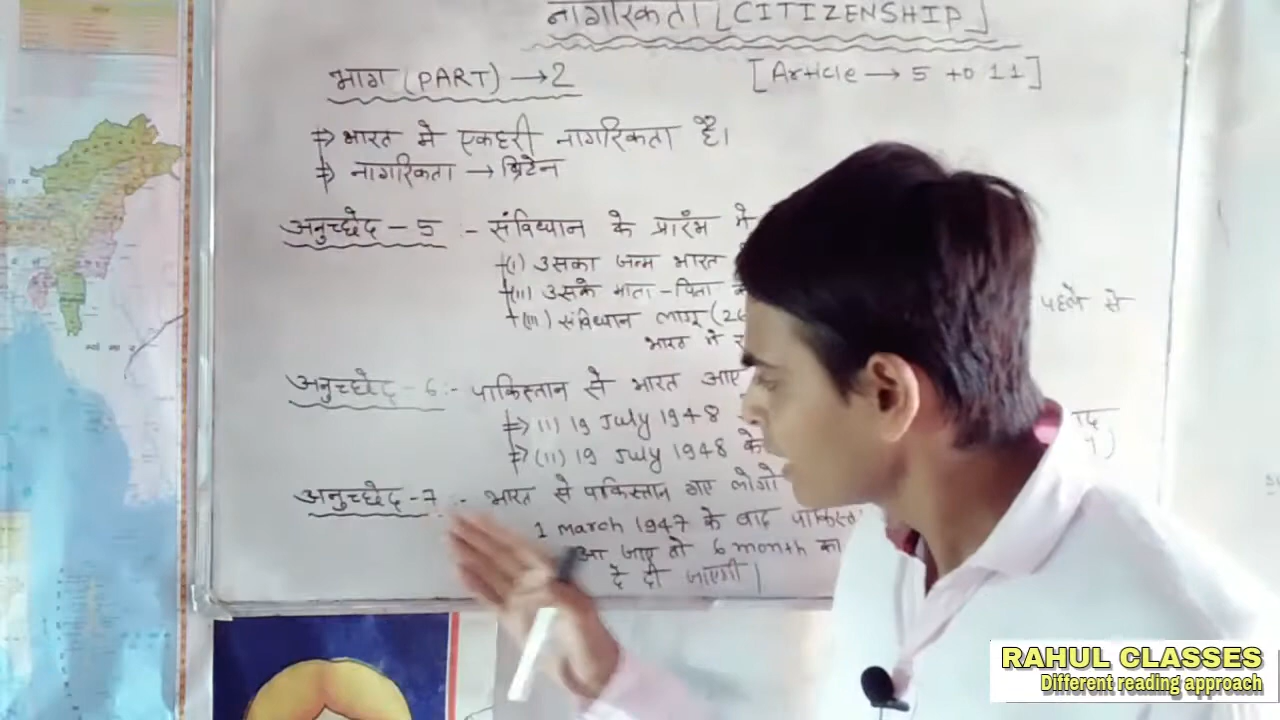 नागरिकता [CITIZENSHIP]
भाग (PART) → 2 [Article → 5 to 11]
⇒ भारत मे एकहरी नागरिकता है।
⇒ नागरिकता → ब्रिटेन
अनुच्छेद - 5 :- संविधान के प्रारंभ मे
(i) उसका जन्म भारत
(ii) उसके माता-पिता
(iii) संविधान लागू (26 पहले से
भारत मे
अनुच्छेद - 6 :- पाकिस्तान से भारत आए
⇒ (i) 19 July 1948
⇒ (ii) 19 July 1948 के
अनुच्छेद - 7 :- भारत से पाकिस्तान गए लोगो
1 march 1947 के बाद
आ जाए तो 6 month का
दे दी जाएगी।
RAHUL CLASSES
Different reading approach